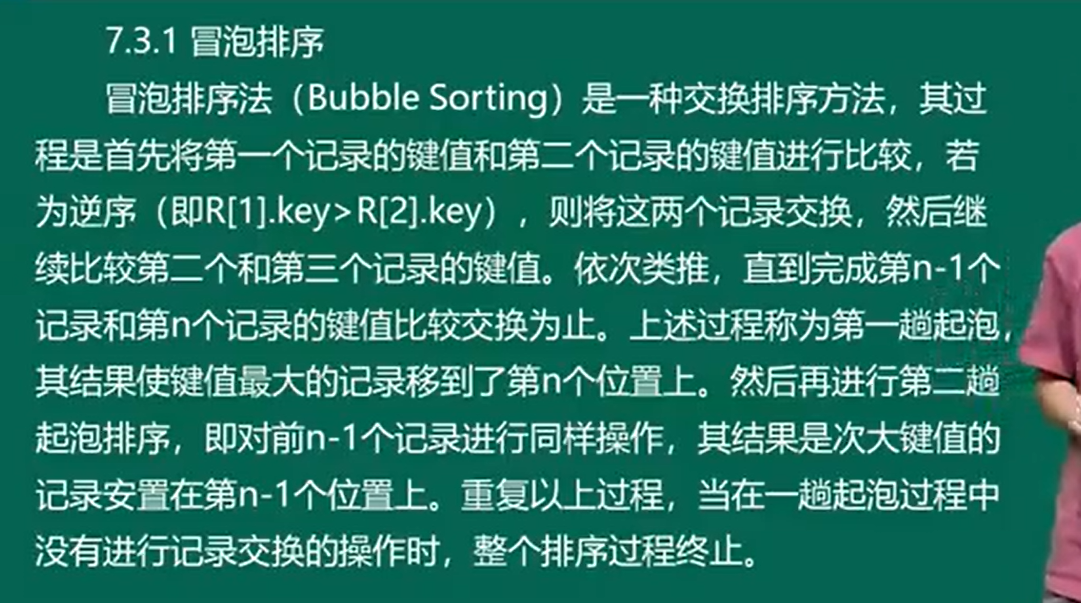 7.3.1 冒泡排序
冒泡排序法（Bubble Sorting）是一种交换排序方法，其过
程是首先将第一个记录的键值和第二个记录的键值进行比较，若
为逆序（即R[1].key>R[2].key），则将这两个记录交换，然后继
续比较第二个和第三个记录的键值。依次类推，直到完成第n-1个
记录和第n个记录的键值比较交换为止。上述过程称为第一趟起泡，
其结果使键值最大的记录移到了第n个位置上。然后再进行第二趟
起泡排序，即对前n-1个记录进行同样操作，其结果是次大键值的
记录安置在第n-1个位置上。重复以上过程，当在一趟起泡过程中
没有进行记录交换的操作时，整个排序过程终止。